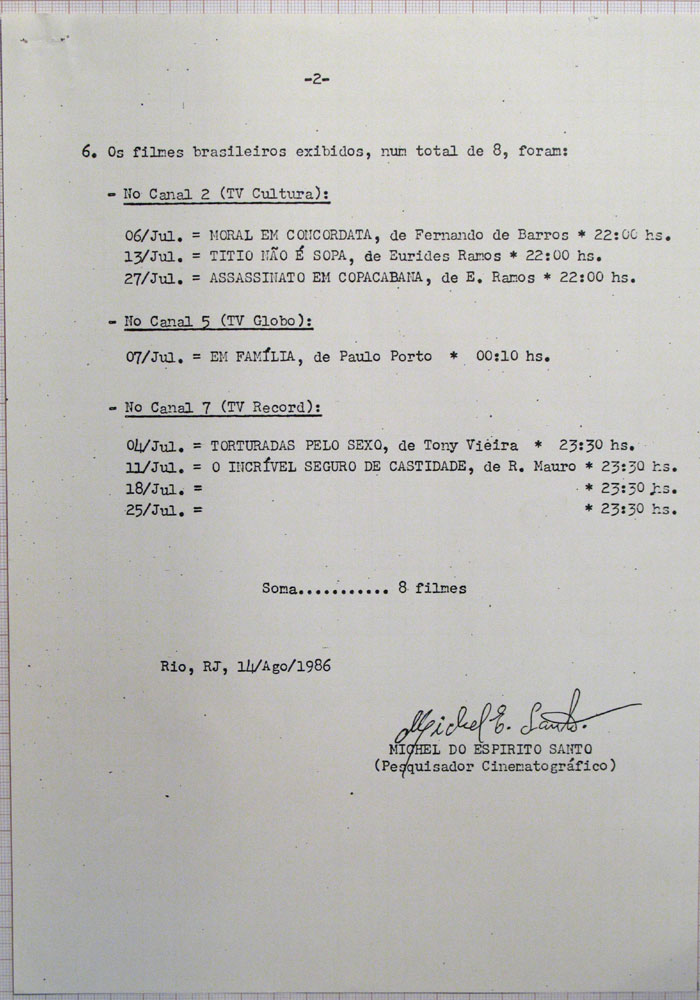 -2-
6. Os filmes brasileiros exibidos, num total de 8, foram:
- No Canal 2 (TV Cultura):
06/Jul. = MORAL EM CONCORDATA, de Fernando de Barros * 22:00 hs.
13/Jul. = TITIO NÃO É SOPA, de Eurides Ramos * 22:00 hs.
27/Jul. = ASSASSINATO EM COPACABANA, de E. Ramos * 22:00 hs.
- No Canal 5 (TV Globo):
07/Jul. = EM FAMÍLIA, de Paulo Porto * 00:10 hs.
- No Canal 7 (TV Record):
04/Jul. = TORTURADAS PELO SEXO, de Tony Vieira * 23:30 hs.
11/Jul. = O INCRÍVEL SEGURO DE CASTIDADE, de R. Mauro * 23:30 hs.
18/Jul. = * 23:30 hs.
25/Jul. = * 23:30 hs.
Soma........... 8 filmes
Rio, RJ, 14/Ago/1986
Michel E. Santo.
MICHEL DO ESPIRITO SANTO
(Pesquisador Cinematográfico)